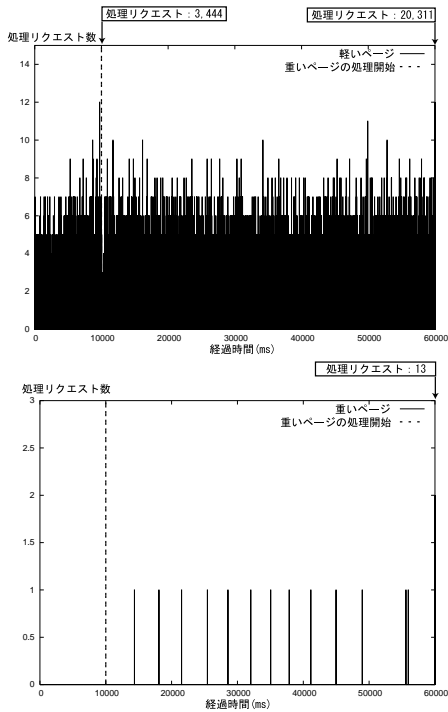 処理リクエスト：3,444
処理リクエスト：20,311
処理リクエスト数
軽いページ
重いページの処理開始
14
12
10
8
6
4
2
0
0
10000
20000
30000
40000
50000
60000
経過時間(ms)
処理リクエスト：13
処理リクエスト数
重いページ
重いページの処理開始
3
2.5
2
1.5
1
0.5
0
0
10000
20000
30000
40000
50000
60000
経過時間(ms)